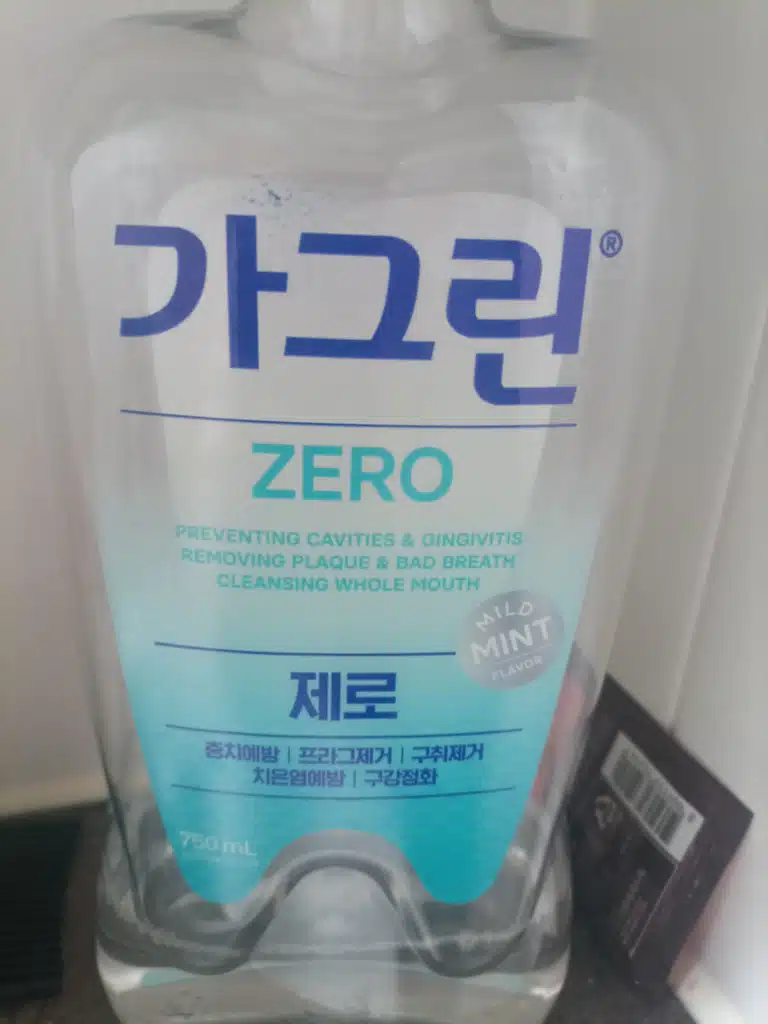 가그린®
ZERO
PREVENTING CAVITIES & GINGIVITIS
REMOVING PLAQUE & BAD BREATH
CLEANSING WHOLE MOUTH
MILD
MINT
FLAVOR
제로
충치예방 | 프라그제거 | 구취제거
치은염예방 | 구강정화
750 mL